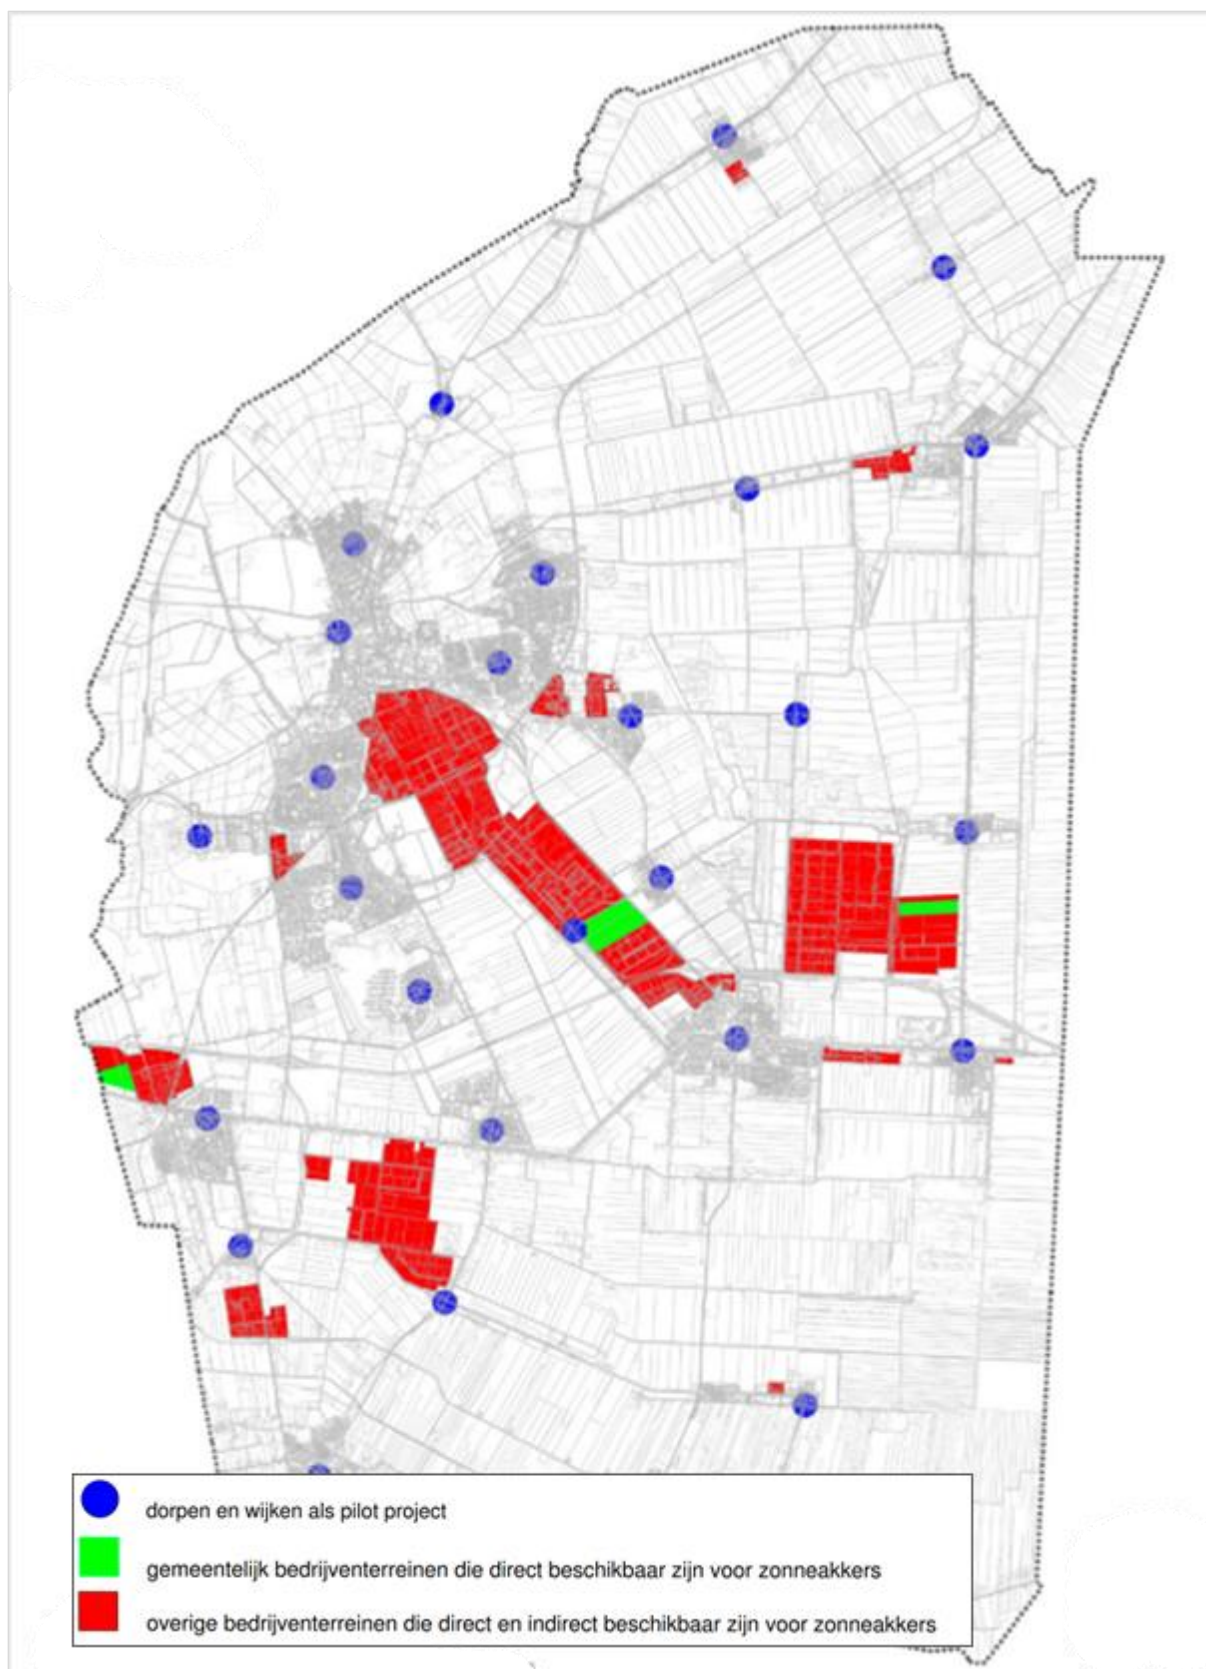 dorpen en wijken als pilot project
gemeentelijk bedrijventerreinen die direct beschikbaar zijn voor zonneakkers
overige bedrijventerreinen die direct en indirect beschikbaar zijn voor zonneakkers